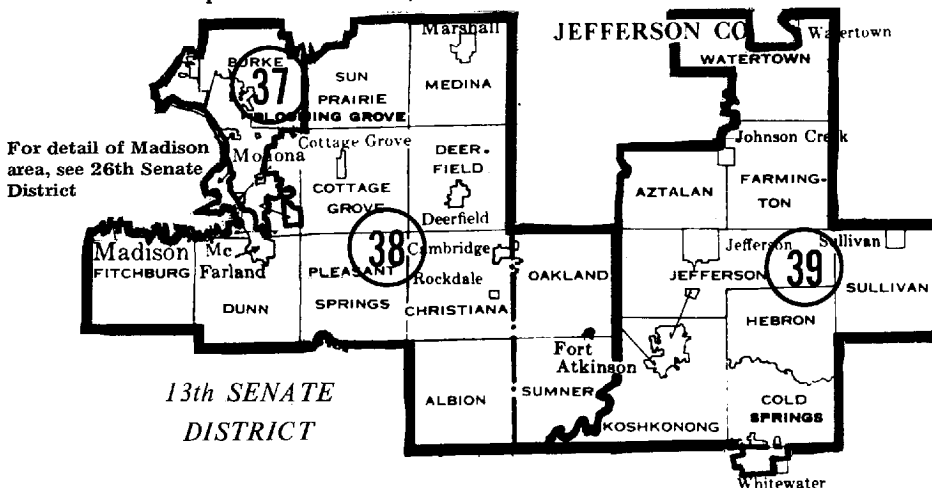 JEFFERSON CO
Watertown
WATERTOWN
Marshall
BURKE
37
SUN
PRAIRIE
MEDINA
BLOOMING GROVE
For detail of Madison
area, see 26th Senate
District
Monona
Cottage Grove
DEER-
FIELD
COTTAGE
GROVE
Deerfield
Johnson Creek
AZTALAN
FARMING-
TON
Madison
FITCHBURG
Mc
Farland
DUNN
38
PLEASANT
SPRINGS
Cambridge
Rockdale
CHRISTIANA
OAKLAND
Jefferson
JEFFERSON
39
Sullivan
SULLIVAN
HEBRON
Fort
Atkinson
13th SENATE
DISTRICT
ALBION
SUMNER
KOSHKONONG
COLD
SPRINGS
Whitewater